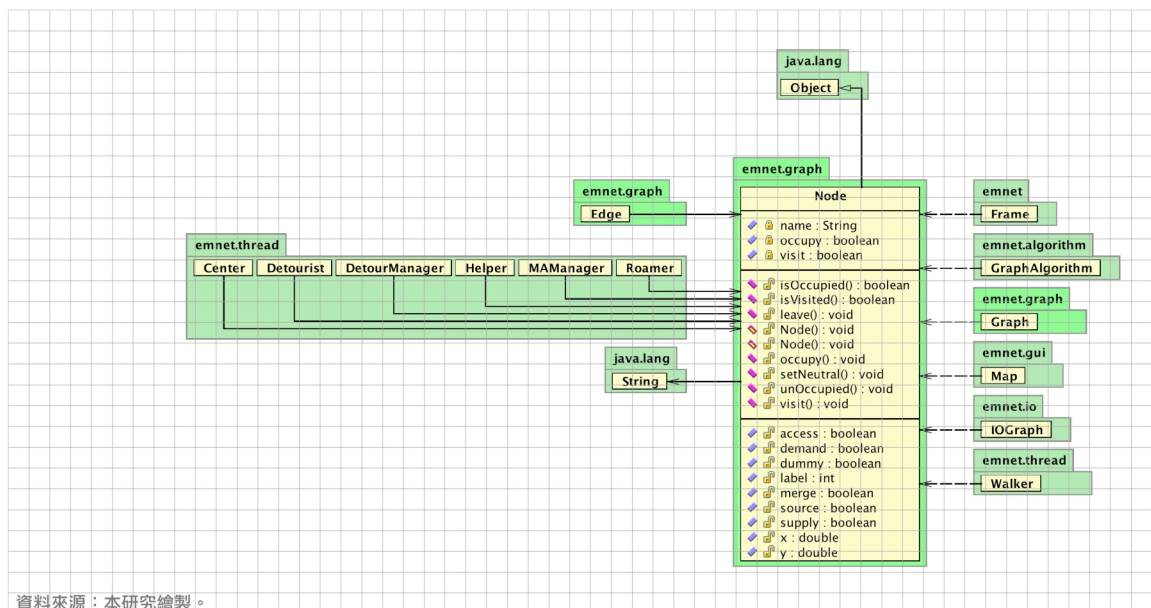 java.lang
Object
emnet.graph
Node
name : String
occupy : boolean
visit : boolean
isOccupied() : boolean
isVisited() : boolean
leave() : void
Node() : void
Node() : void
occupy() : void
setNeutral() : void
unOccupied() : void
visit() : void
access : boolean
demand : boolean
dummy : boolean
label : int
merge : boolean
source : boolean
supply : boolean
x : double
y : double
emnet.graph
Edge
emnet.thread
Center Detourist DetourManager Helper MAManager Roamer
java.lang
String
emnet
Frame
emnet.algorithm
GraphAlgorithm
emnet.graph
Graph
emnet.gui
Map
emnet.io
IOGraph
emnet.thread
Walker
資料來源：本研究繪製。